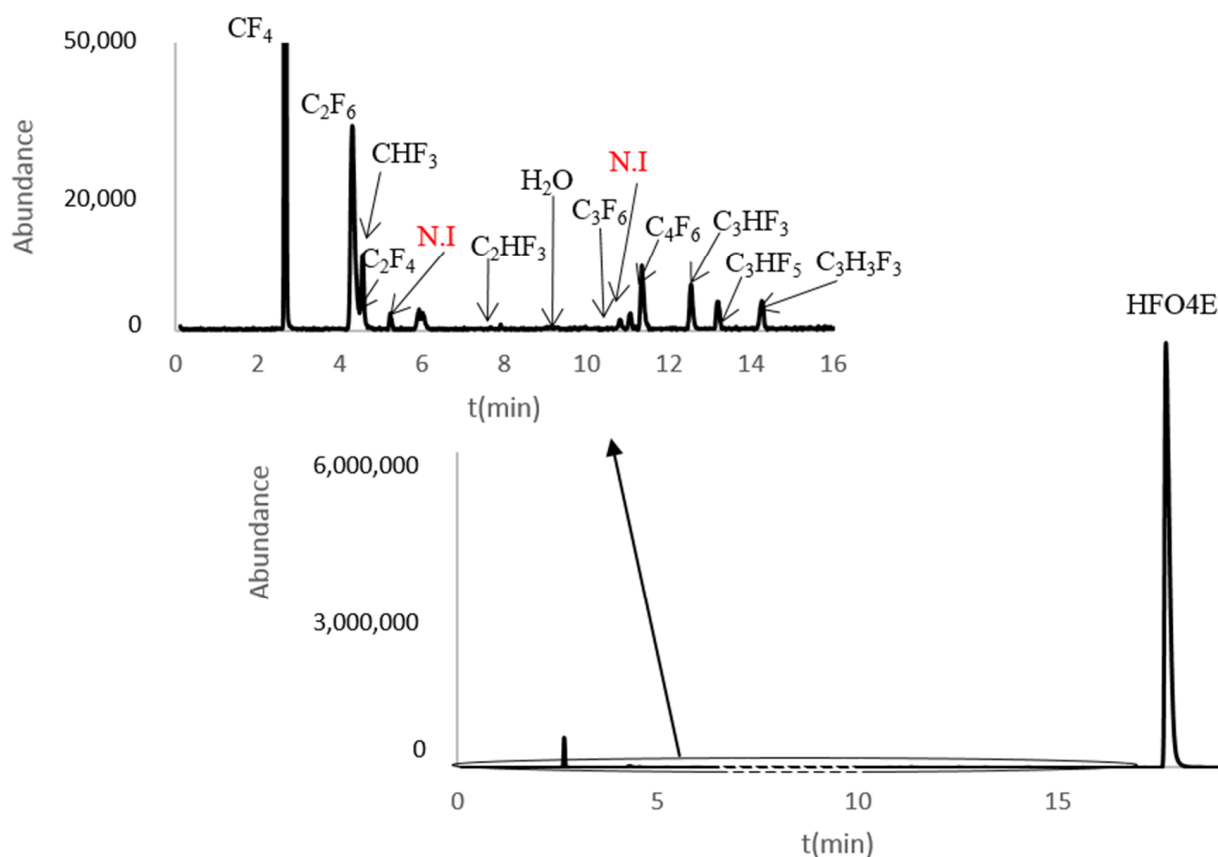 50,000
20,000
0
Abundance
CF₄
C₂F₆
CHF₃
C₂F₄
N.I
C₂HF₃
H₂O
C₃F₆
N.I
C₄F₆
C₃HF₃
C₃HF₅
C₃H₃F₃
0 2 4 6 8 10 12 14 16
t(min)
HFO4E
6,000,000
3,000,000
0
Abundance
0 5 10 15
t(min)